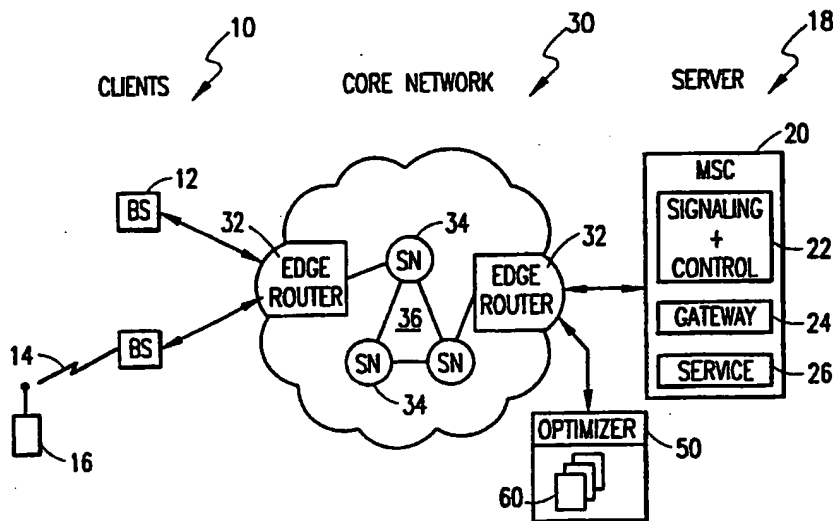 10
30
18
CLIENTS
CORE NETWORK
SERVER
20
MSC
12
BS
32
EDGE
ROUTER
34
SN
32
EDGE
ROUTER
SIGNALING
+
CONTROL
22
36
GATEWAY
24
14
BS
SN
SN
34
SERVICE
26
16
OPTIMIZER
50
60